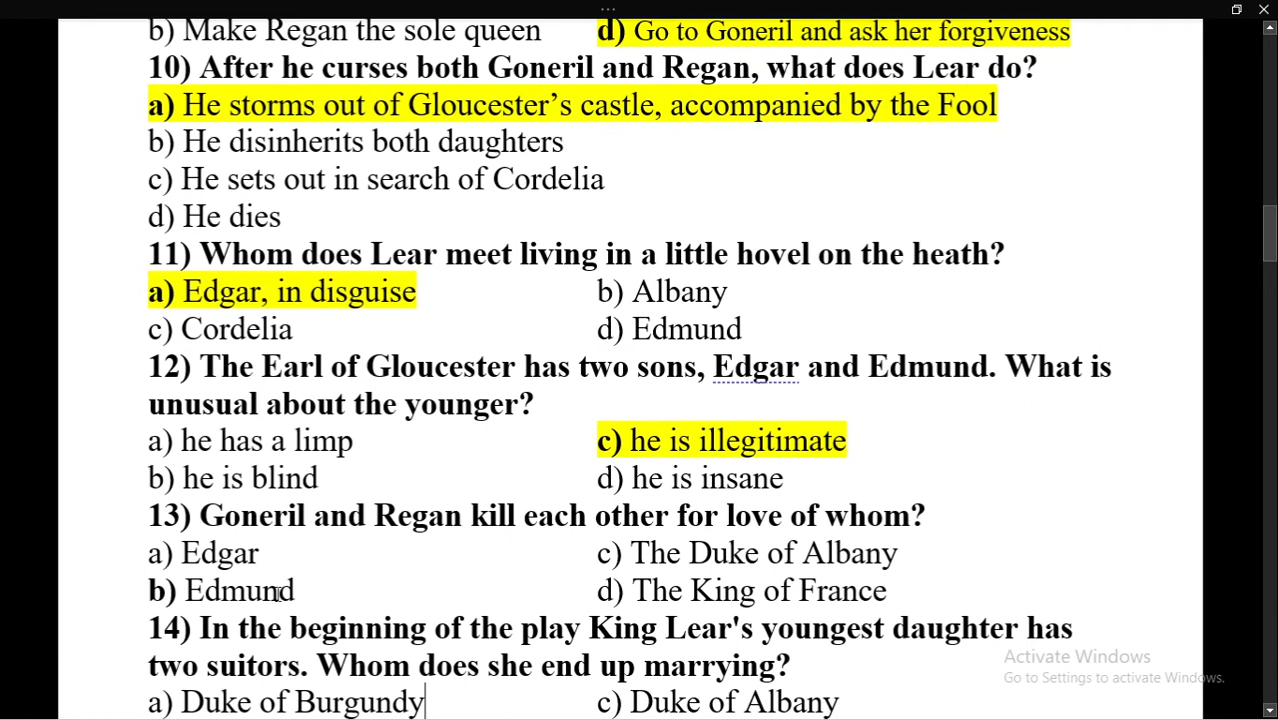 b) Make Regan the sole queen d) Go to Goneril and ask her forgiveness
10) After he curses both Goneril and Regan, what does Lear do?
a) He storms out of Gloucester’s castle, accompanied by the Fool
b) He disinherits both daughters
c) He sets out in search of Cordelia
d) He dies
11) Whom does Lear meet living in a little hovel on the heath?
a) Edgar, in disguise b) Albany
c) Cordelia d) Edmund
12) The Earl of Gloucester has two sons, Edgar and Edmund. What is
unusual about the younger?
a) he has a limp c) he is illegitimate
b) he is blind d) he is insane
13) Goneril and Regan kill each other for love of whom?
a) Edgar c) The Duke of Albany
b) Edmund d) The King of France
14) In the beginning of the play King Lear's youngest daughter has
two suitors. Whom does she end up marrying?
a) Duke of Burgundy c) Duke of Albany
Activate Windows
Go to Settings to activate Windows.